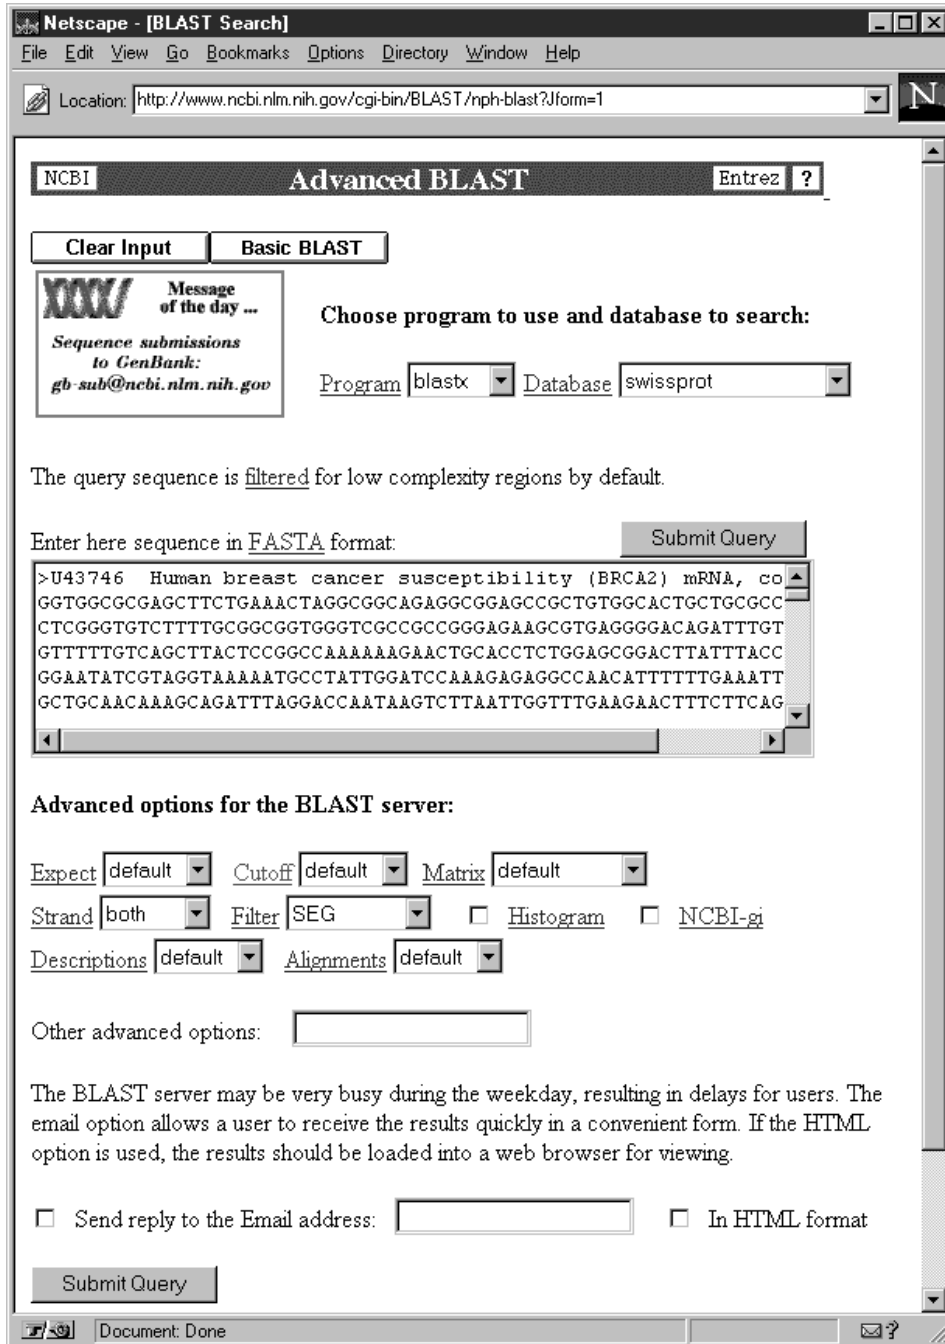 Netscape - [BLAST Search]
File Edit View Go Bookmarks Options Directory Window Help
Location: http://www.ncbi.nlm.nih.gov/cgi-bin/BLAST/nph-blast?Jform=1
N
NCBI Advanced BLAST Entrez ?
Clear Input Basic BLAST
Message
of the day ...
Sequence submissions
to GenBank:
gb-sub@ncbi.nlm.nih.gov
Choose program to use and database to search:
Program blastx Database swissprot
The query sequence is filtered for low complexity regions by default.
Enter here sequence in FASTA format: Submit Query
>U43746 Human breast cancer susceptibility (BRCA2) mRNA, co
GGTGGCGCGAGCTTCTGAAACTAGGCGGCAGAGGCGGAGCCGCTGTGGCACTGCTGCGCC
CTCGGGTGTCTTTTGCGGCGGTGGGTCGCCGCCGGGAGAAGCGTGAGGGGACAGATTTGT
GTTTTTGTCAGCTTACTCCGGCCAAAAAAGAACTGCACCTCTGGAGCGGACTTATTTACC
GGAATATCGTAGGTAAAAATGCCTATTGGATCCAAAGAGAGGCCAACATTTTTTGAAATT
GCTGCAACAAAGCAGATTTAGGACCAATAAGTCTTAATTGGTTTGAAGAACTTTCTTCAG
Advanced options for the BLAST server:
Expect default Cutoff default Matrix default
Strand both Filter SEG Histogram NCBI-gi
Descriptions default Alignments default
Other advanced options:
The BLAST server may be very busy during the weekday, resulting in delays for users. The
email option allows a user to receive the results quickly in a convenient form. If the HTML
option is used, the results should be loaded into a web browser for viewing.
Send reply to the Email address: In HTML format
Submit Query
Document: Done